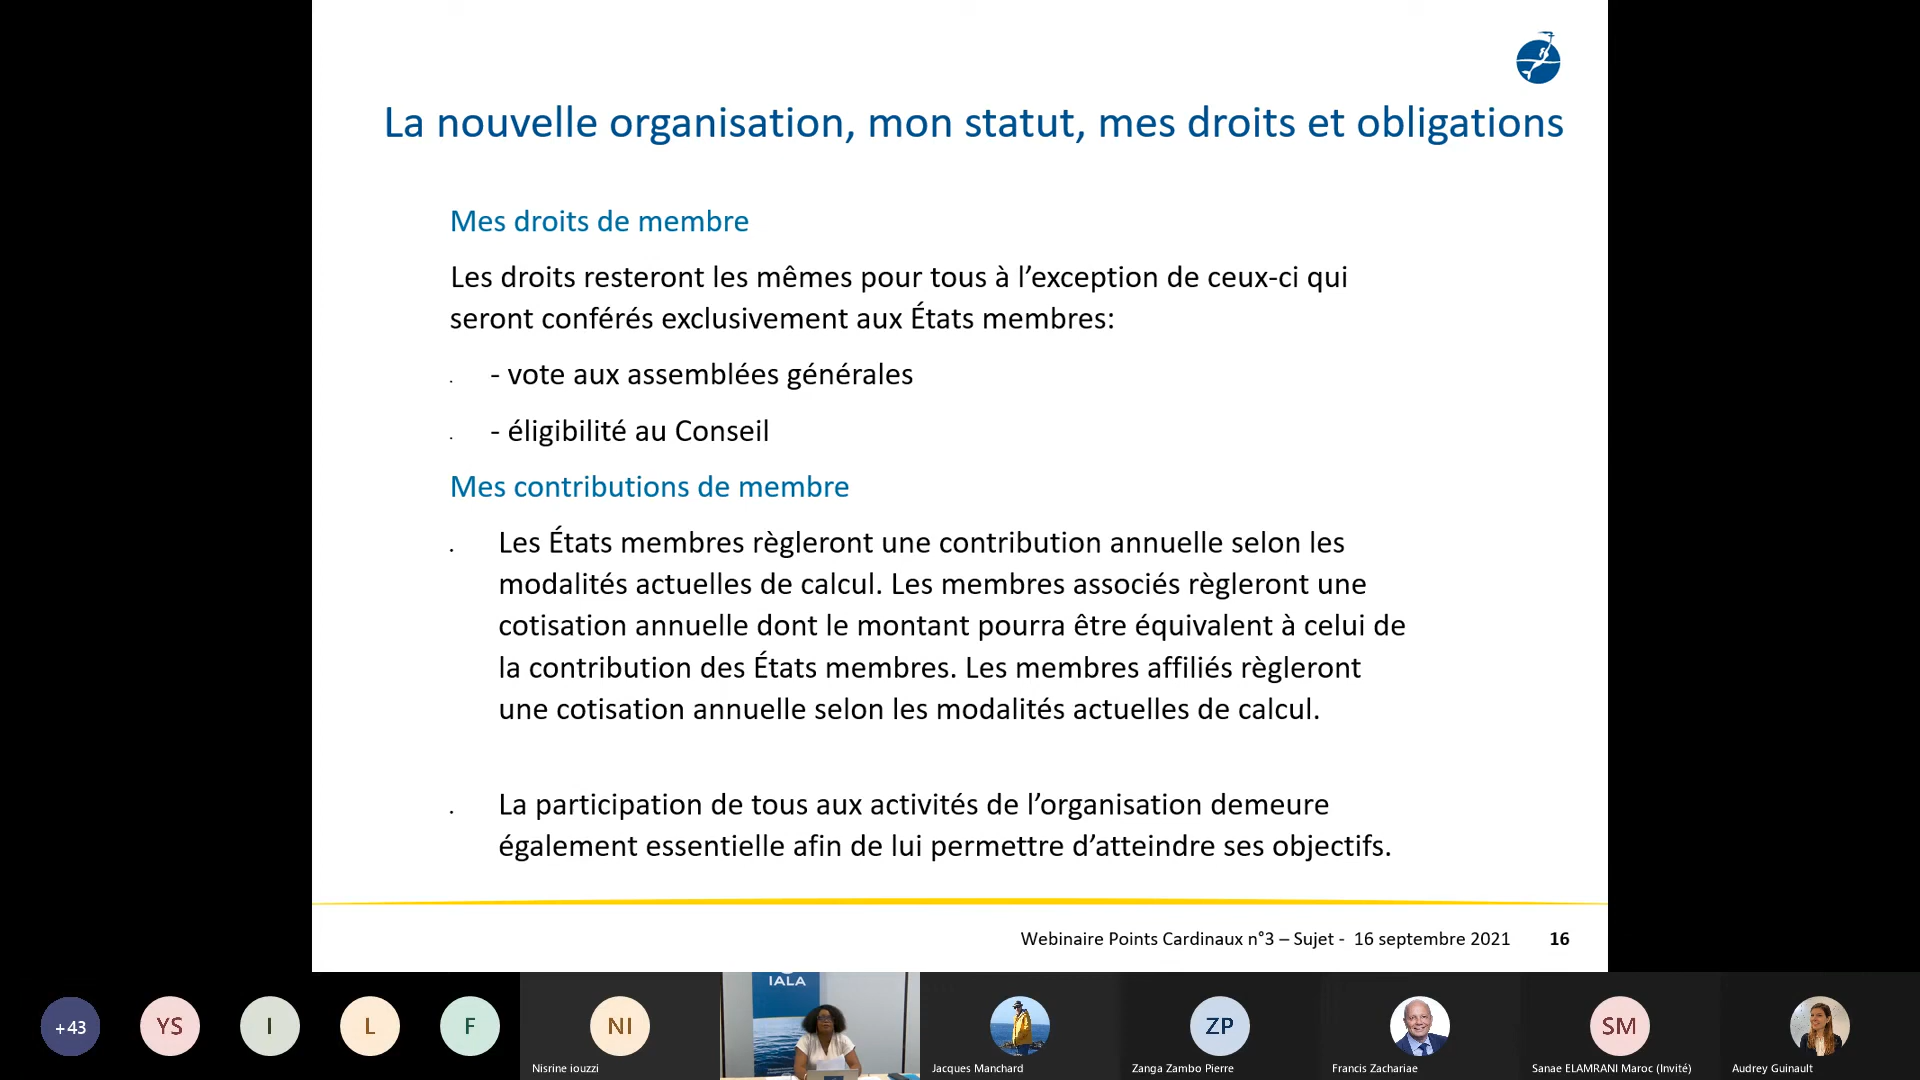 La nouvelle organisation, mon statut, mes droits et obligations
Mes droits de membre
Les droits resteront les mêmes pour tous à l’exception de ceux-ci qui
seront conférés exclusivement aux États membres:
- vote aux assemblées générales
- éligibilité au Conseil
Mes contributions de membre
Les États membres règleront une contribution annuelle selon les
modalités actuelles de calcul. Les membres associés règleront une
cotisation annuelle dont le montant pourra être équivalent à celui de
la contribution des États membres. Les membres affiliés règleront
une cotisation annuelle selon les modalités actuelles de calcul.
La participation de tous aux activités de l’organisation demeure
également essentielle afin de lui permettre d’atteindre ses objectifs.
Webinaire Points Cardinaux n°3 – Sujet - 16 septembre 2021 16
+43
YS
I
L
F
NI
Nisrine iouzzi
IALA
Jacques Manchard
ZP
Zanga Zambo Pierre
Francis Zachariae
SM
Sanae ELAMRANI Maroc (Invité)
Audrey Guinault